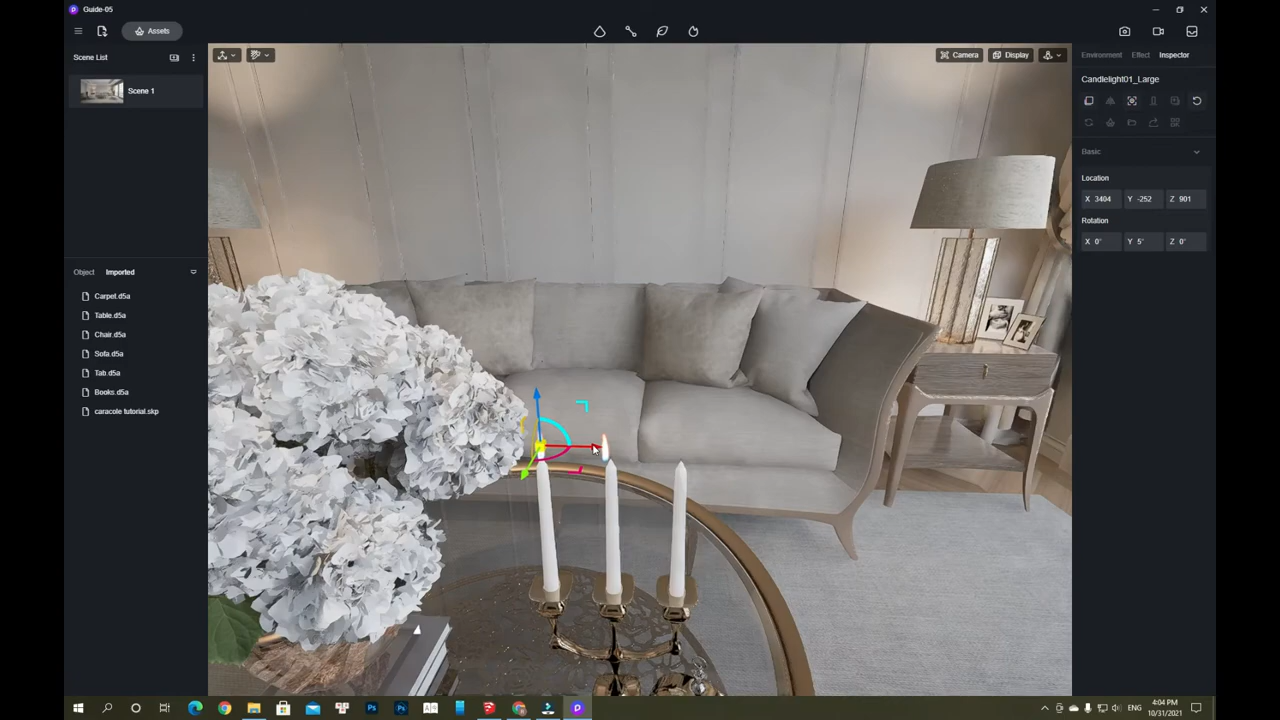 Guide-05
Assets
Scene List
Scene 1
Object Imported
Carpet.d5a
Table.d5a
Chair.d5a
Sofa.d5a
Tab.d5a
Books.d5a
caracole tutorial.skp
Camera Display
Environment Effect Inspector
Candlelight01_Large
Basic
Location
X 3404 Y -252 Z 901
Rotation
X 0° Y 5° Z 0°
ENG
4:04 PM
10/31/2021